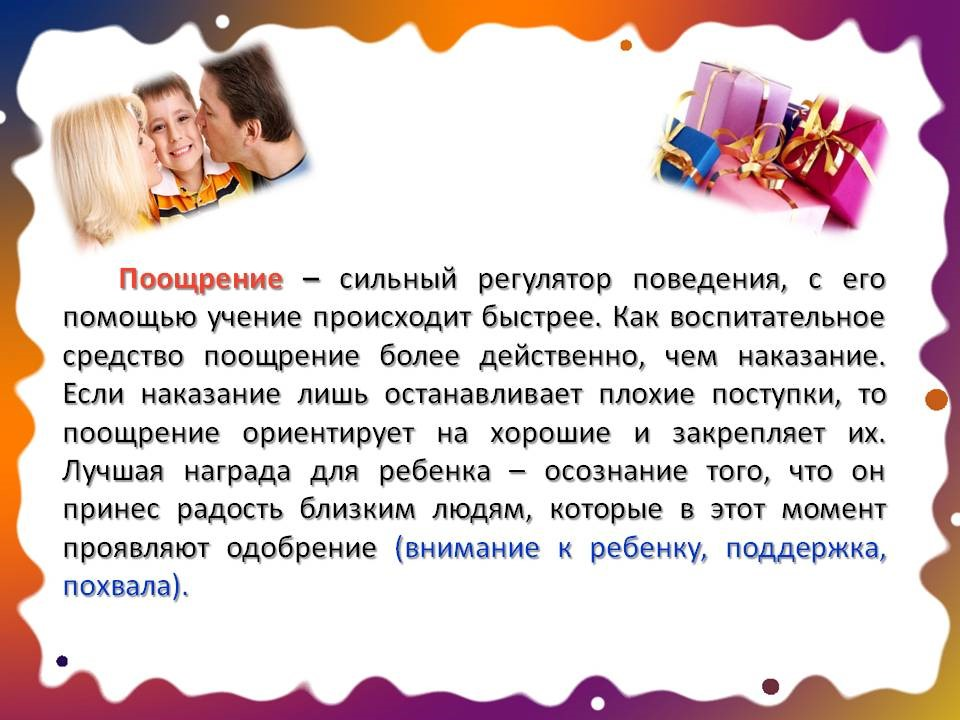 Поощрение – сильный регулятор поведения, с его
помощью учение происходит быстрее. Как воспитательное
средство поощрение более действенно, чем наказание.
Если наказание лишь останавливает плохие поступки, то
поощрение ориентирует на хорошие и закрепляет их.
Лучшая награда для ребенка – осознание того, что он
принес радость близким людям, которые в этот момент
проявляют одобрение (внимание к ребенку, поддержка,
похвала).